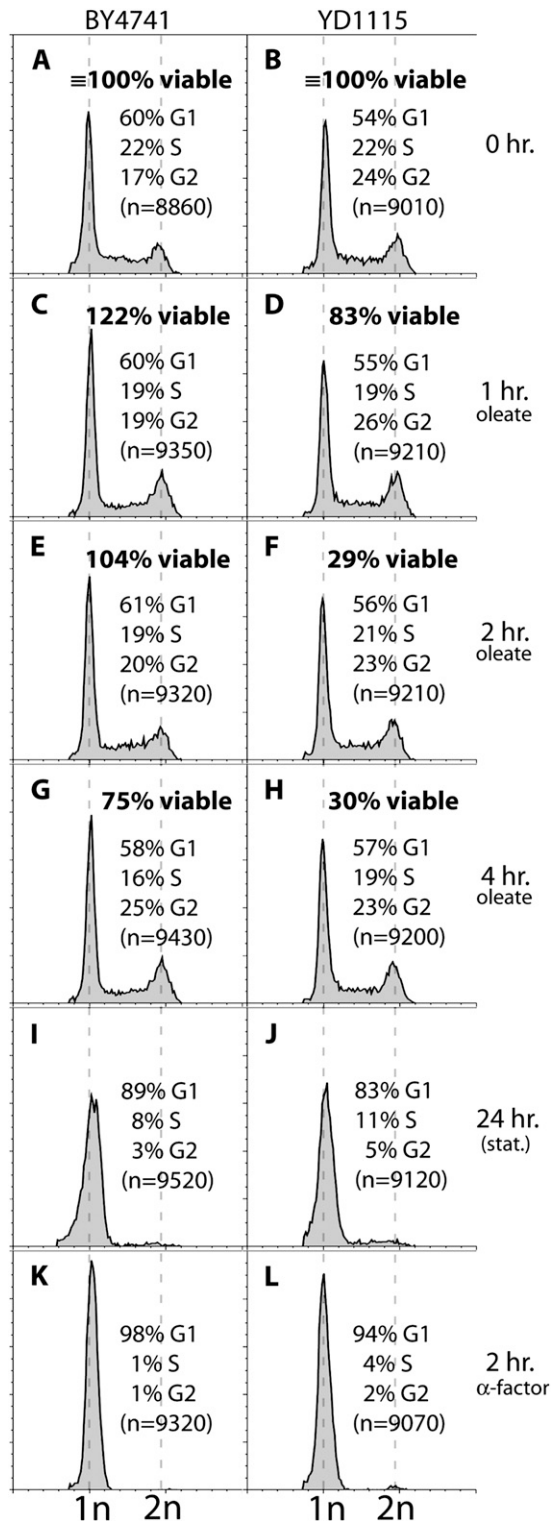 BY4741 YD1115
A B
≡100% viable ≡100% viable
60% G1 54% G1
22% S 22% S
17% G2 24% G2
(n=8860) (n=9010)
0 hr.
C D
122% viable 83% viable
60% G1 55% G1
19% S 19% S
19% G2 26% G2
(n=9350) (n=9210)
1 hr.
oleate
E F
104% viable 29% viable
61% G1 56% G1
19% S 21% S
20% G2 23% G2
(n=9320) (n=9210)
2 hr.
oleate
G H
75% viable 30% viable
58% G1 57% G1
16% S 19% S
25% G2 23% G2
(n=9430) (n=9200)
4 hr.
oleate
I J
89% G1 83% G1
8% S 11% S
3% G2 5% G2
(n=9520) (n=9120)
24 hr.
(stat.)
K L
98% G1 94% G1
1% S 4% S
1% G2 2% G2
(n=9320) (n=9070)
2 hr.
α-factor
1n 2n 1n 2n